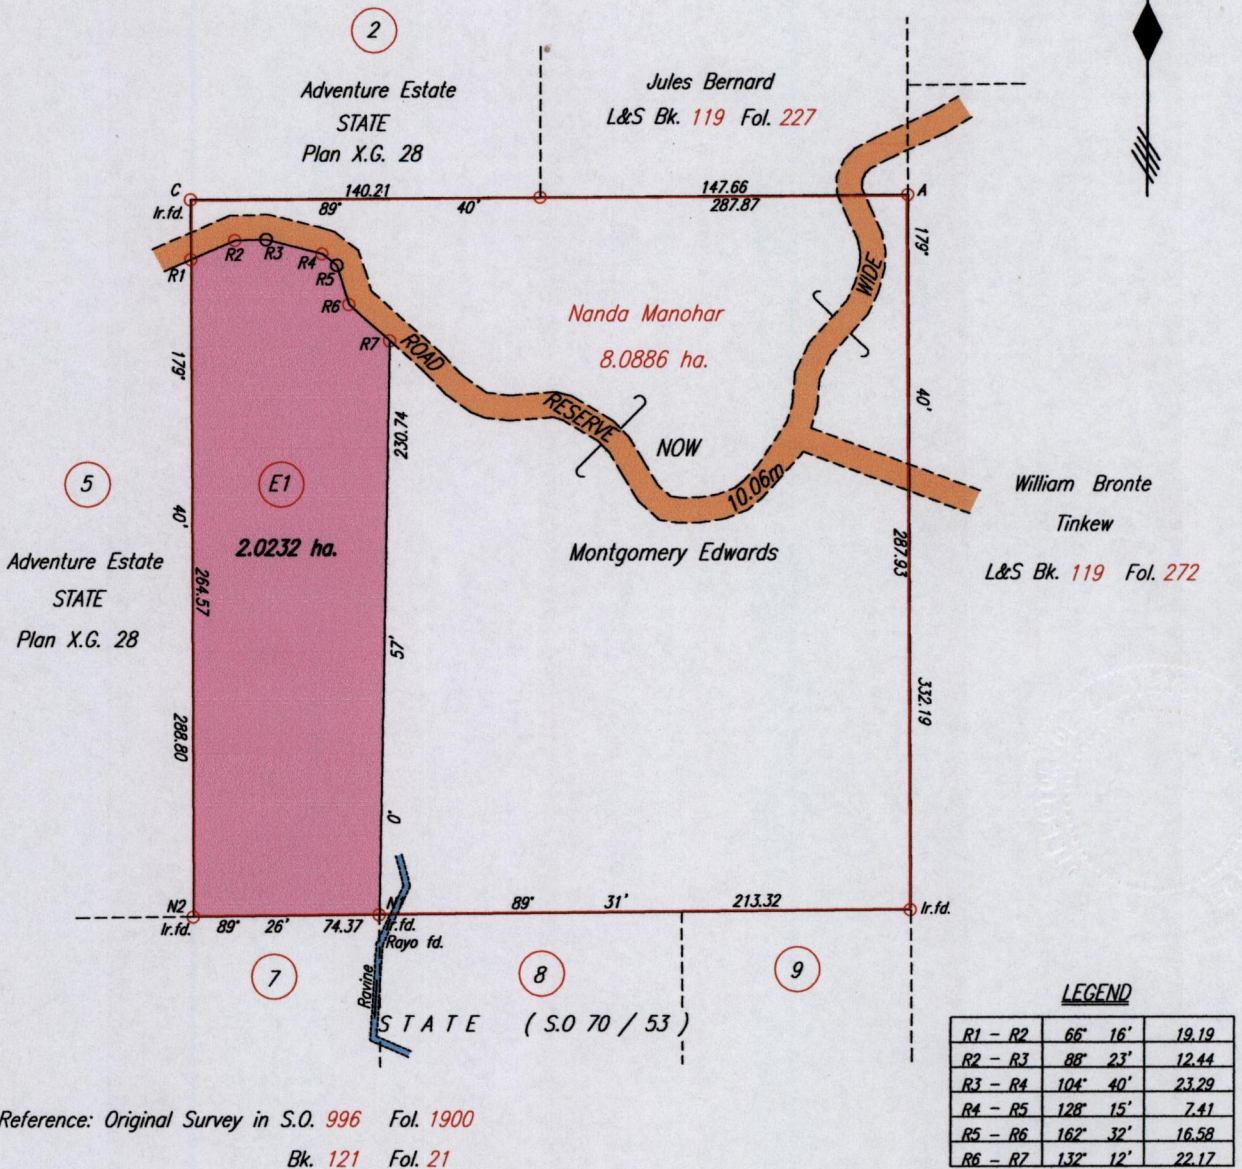 2
Adventure Estate
STATE
Plan X.G. 28
Jules Bernard
L&S Bk. 119 Fol. 227
C
Ir.fd.
140.21
89° 40'
147.66
287.87
A
R1
R2
R3
R4
R5
R6
R7
179°
40'
264.57
288.80
ROAD
RESERVE
10.06m
WIDE
Nanda Manohar
8.0886 ha.
NOW
Montgomery Edwards
179°
40'
287.93
332.19
5
Adventure Estate
STATE
Plan X.G. 28
E1
2.0232 ha.
230.74
57'
0°
William Bronte
Tinkew
L&S Bk. 119 Fol. 272
N2
Ir.fd.
89° 26' 74.37
N1
Ir.fd.
Rayo fd.
89° 31' 213.32
Ir.fd.
7
8
9
Ravine
STATE (S.O 70 / 53)
LEGEND
R1 - R2 66° 16' 19.19
R2 - R3 88° 23' 12.44
R3 - R4 104° 40' 23.29
R4 - R5 128° 15' 7.41
R5 - R6 162° 32' 16.58
R6 - R7 132° 12' 22.17
Reference: Original Survey in S.O. 996 Fol. 1900
Bk. 121 Fol. 21